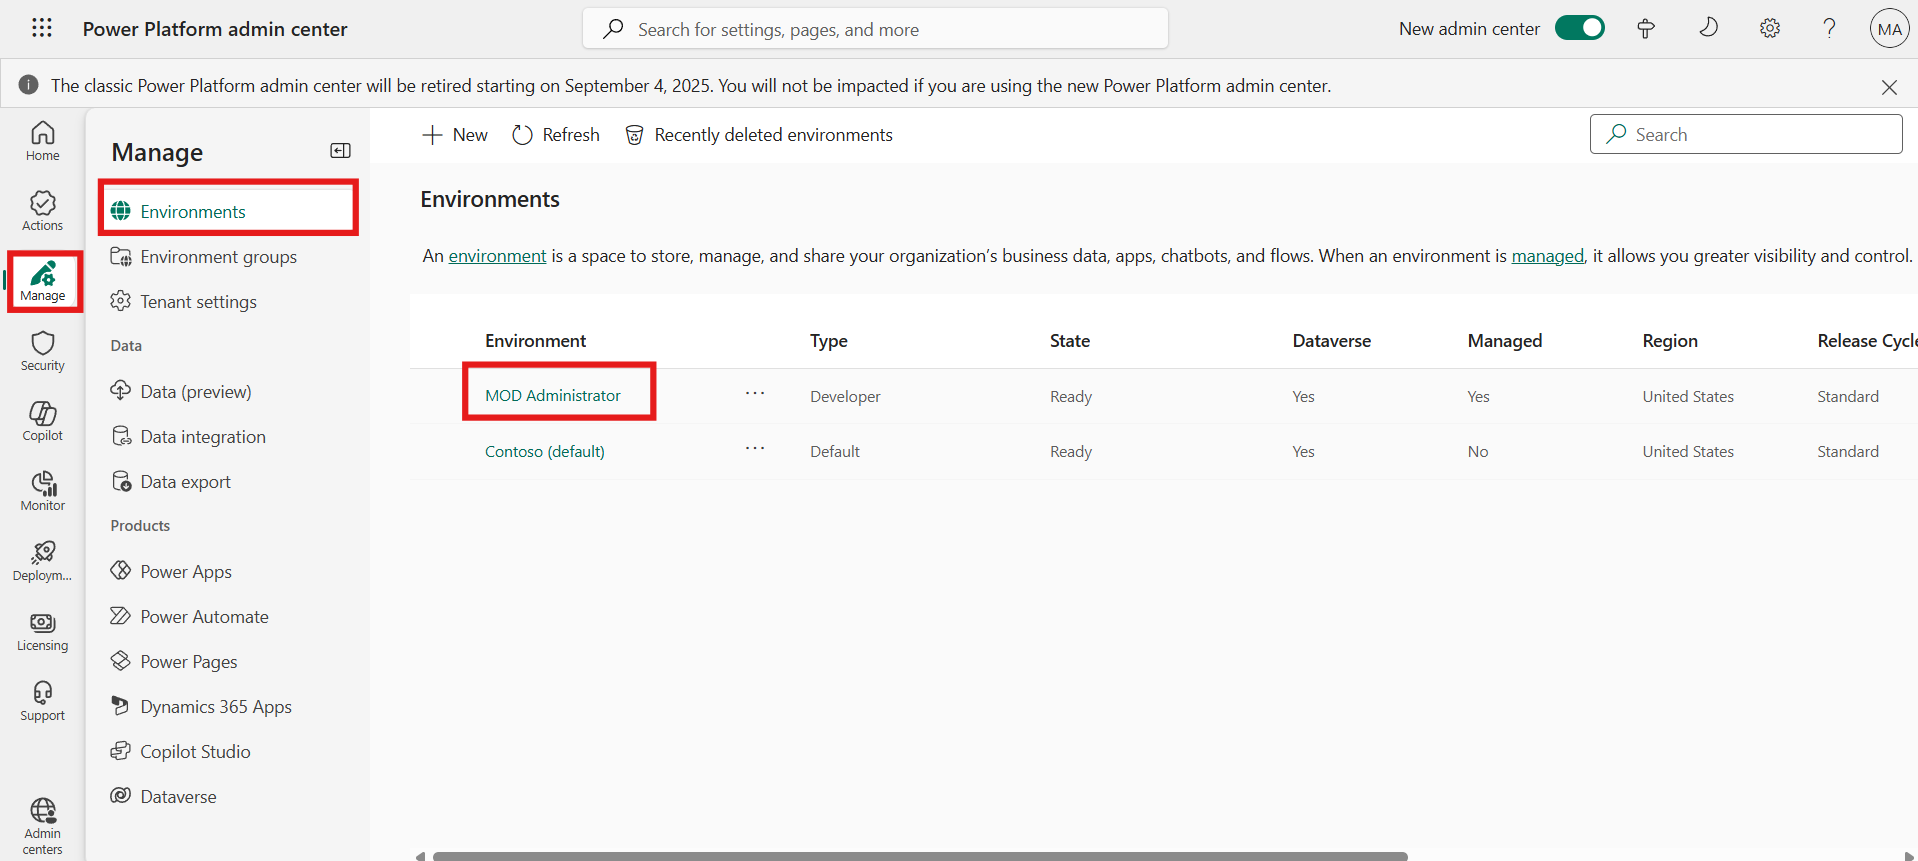 Power Platform admin center
Search for settings, pages, and more
New admin center
MA
The classic Power Platform admin center will be retired starting on September 4, 2025. You will not be impacted if you are using the new Power Platform admin center.
Home
Actions
Manage
Security
Copilot
Monitor
Deploym...
Licensing
Support
Admin
centers
Manage
Environments
Environment groups
Tenant settings
Data
Data (preview)
Data integration
Data export
Products
Power Apps
Power Automate
Power Pages
Dynamics 365 Apps
Copilot Studio
Dataverse
New Refresh Recently deleted environments
Search
Environments
An environment is a space to store, manage, and share your organization's business data, apps, chatbots, and flows. When an environment is managed, it allows you greater visibility and control.
Environment Type State Dataverse Managed Region Release Cycle
MOD Administrator ... Developer Ready Yes Yes United States Standard
Contoso (default) ... Default Ready Yes No United States Standard